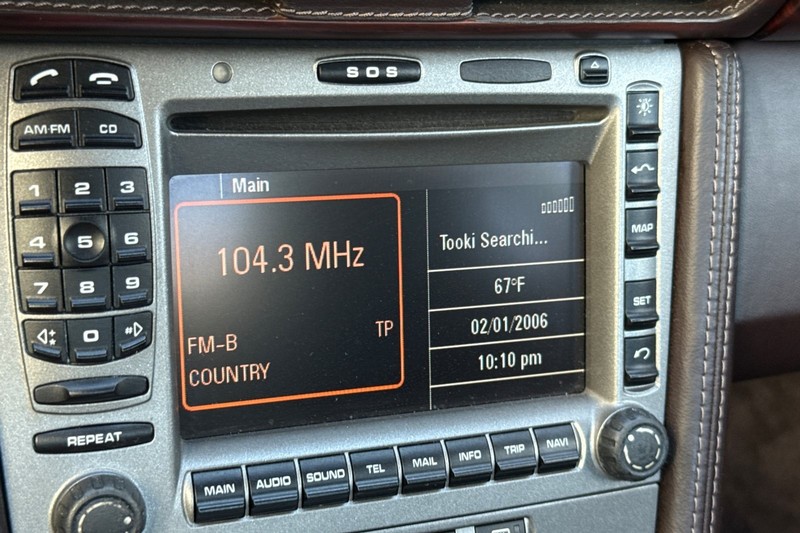 SOS
AM·FM
CD
1 2 3
4 5 6
7 8 9
* 0 #
REPEAT
Main
104.3 MHz
FM-B
TP
COUNTRY
Tooki Searchi...
67°F
02/01/2006
10:10 pm
MAP
SET
MAIN AUDIO SOUND TEL MAIL INFO TRIP NAVI